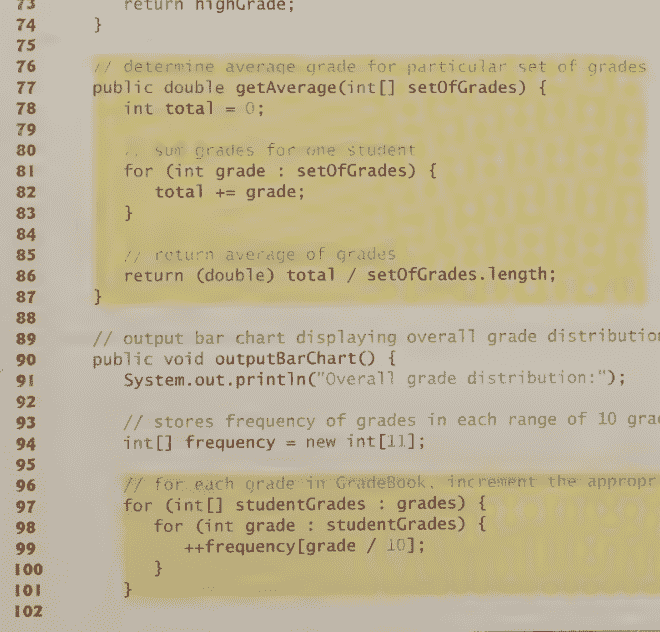 73 return highGrade;
74 }
75
76 // determine average grade for particular set of grades
77 public double getAverage(int[] setOfGrades) {
78 int total = 0;
79
80 // sum grades for one student
81 for (int grade : setOfGrades) {
82 total += grade;
83 }
84
85 // return average of grades
86 return (double) total / setOfGrades.length;
87 }
88
89 // output bar chart displaying overall grade distribution
90 public void outputBarChart() {
91 System.out.println("Overall grade distribution:");
92
93 // stores frequency of grades in each range of 10 grad
94 int[] frequency = new int[11];
95
96 // for each grade in GradeBook, increment the appropr
97 for (int[] studentGrades : grades) {
98 for (int grade : studentGrades) {
99 ++frequency[grade / 10];
100 }
101 }
102